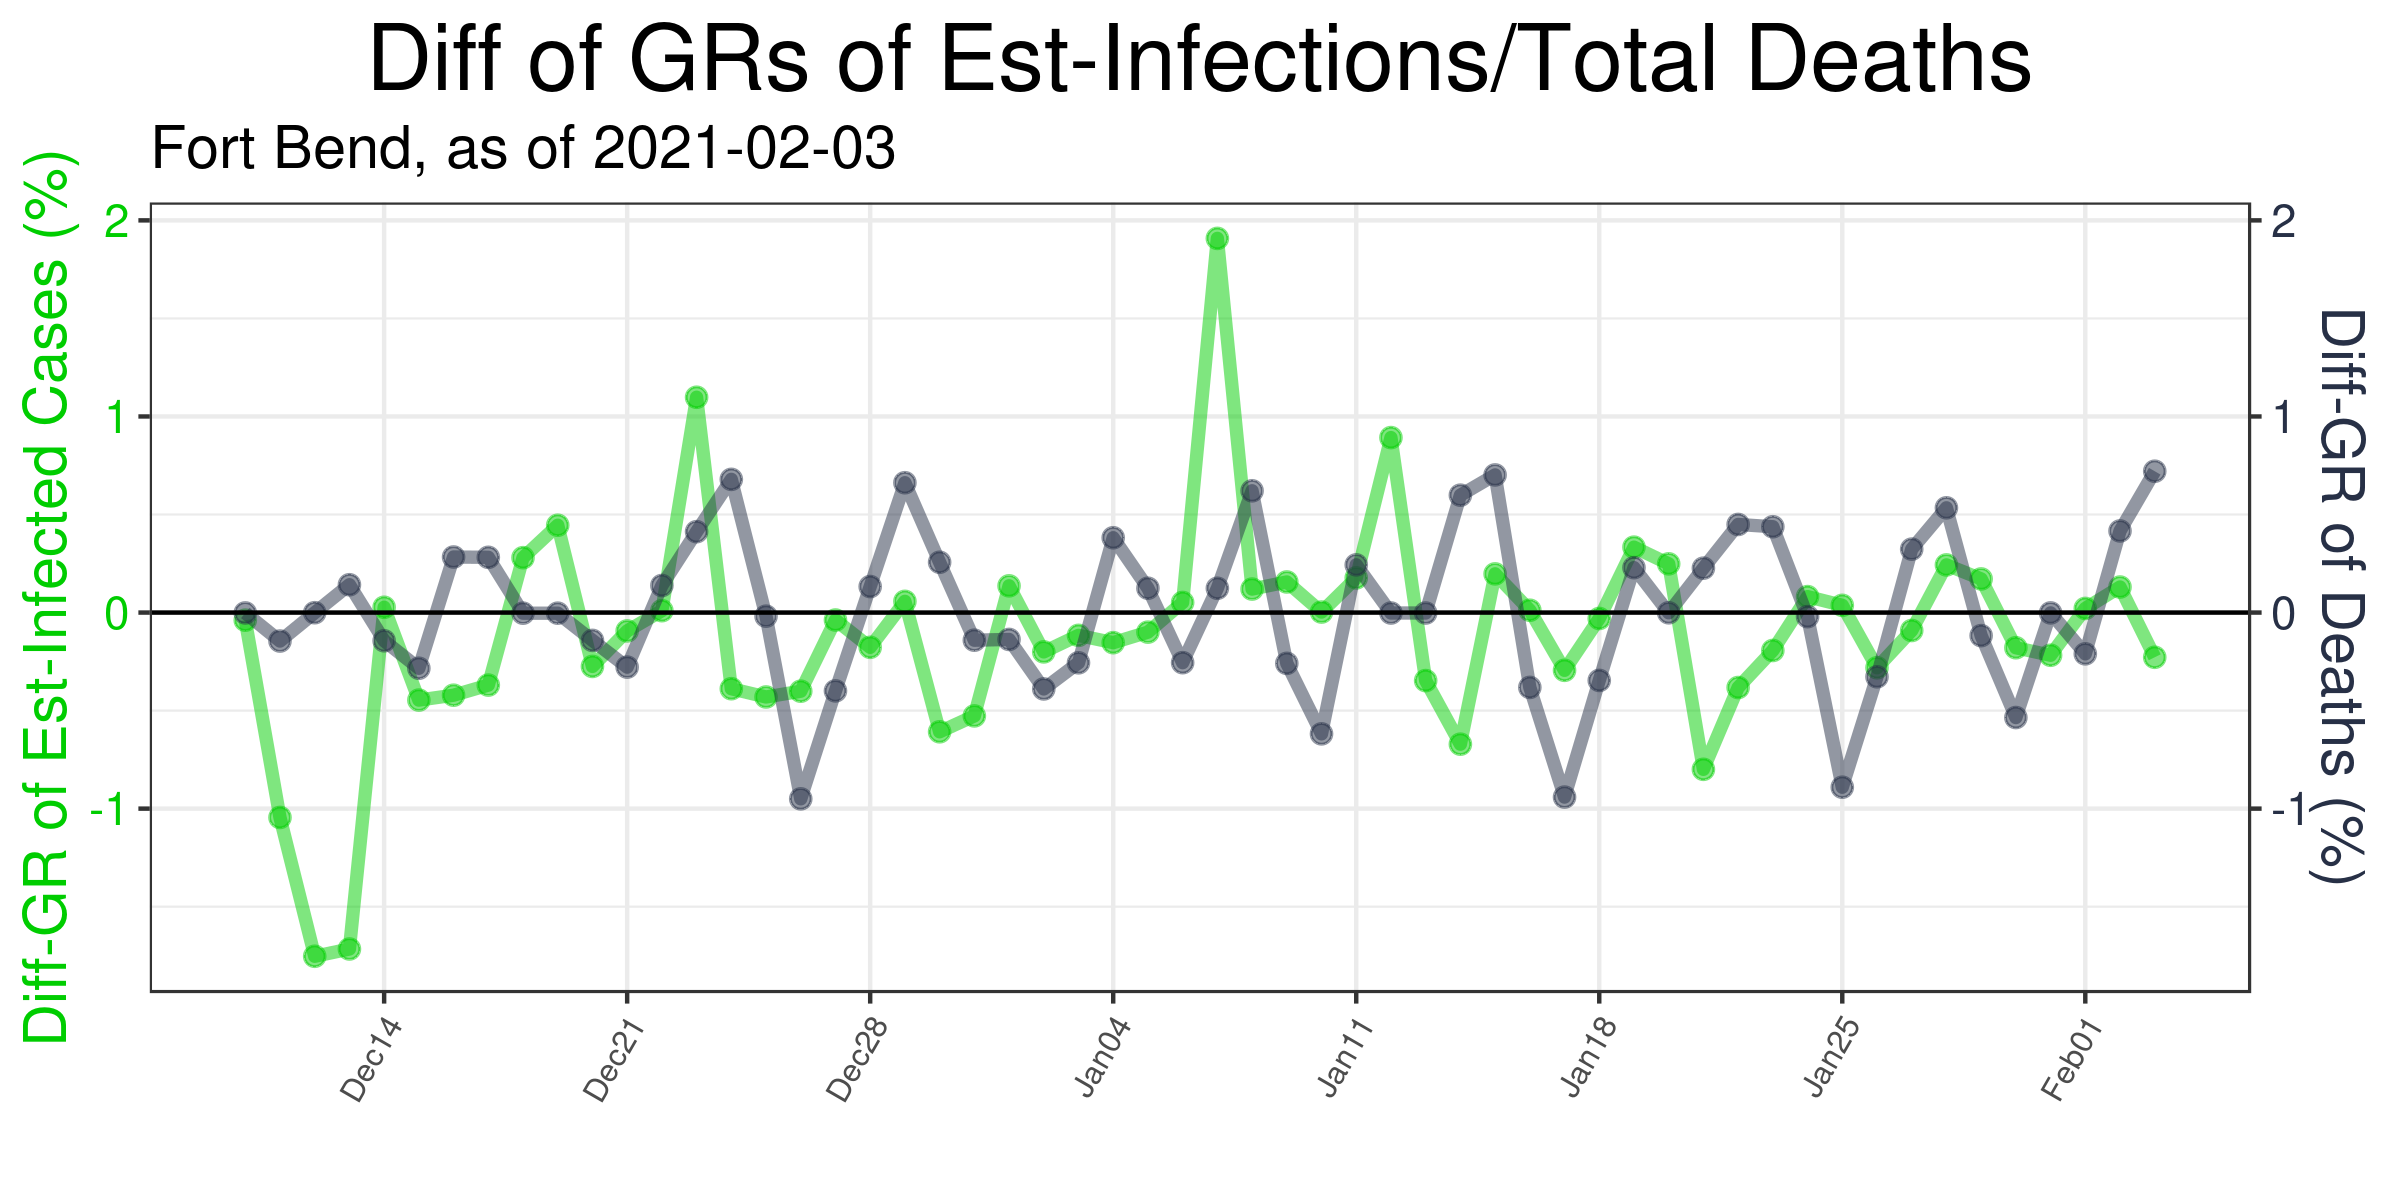 Diff of GRs of Est-Infections/Total Deaths
Fort Bend, as of 2021-02-03
Diff-GR of Est-Infected Cases (%)
2
1
0
-1
2
1
0
-1
Diff-GR of Deaths (%)
Dec14
Dec21
Dec28
Jan04
Jan11
Jan18
Jan25
Feb01